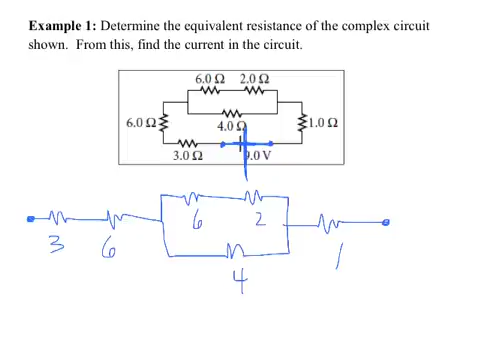 Example 1: Determine the equivalent resistance of the complex circuit
shown. From this, find the current in the circuit.
6.0 Ω 2.0 Ω
6.0 Ω
4.0 Ω
1.0 Ω
3.0 Ω
.0 V
6 2
3 6
1
4